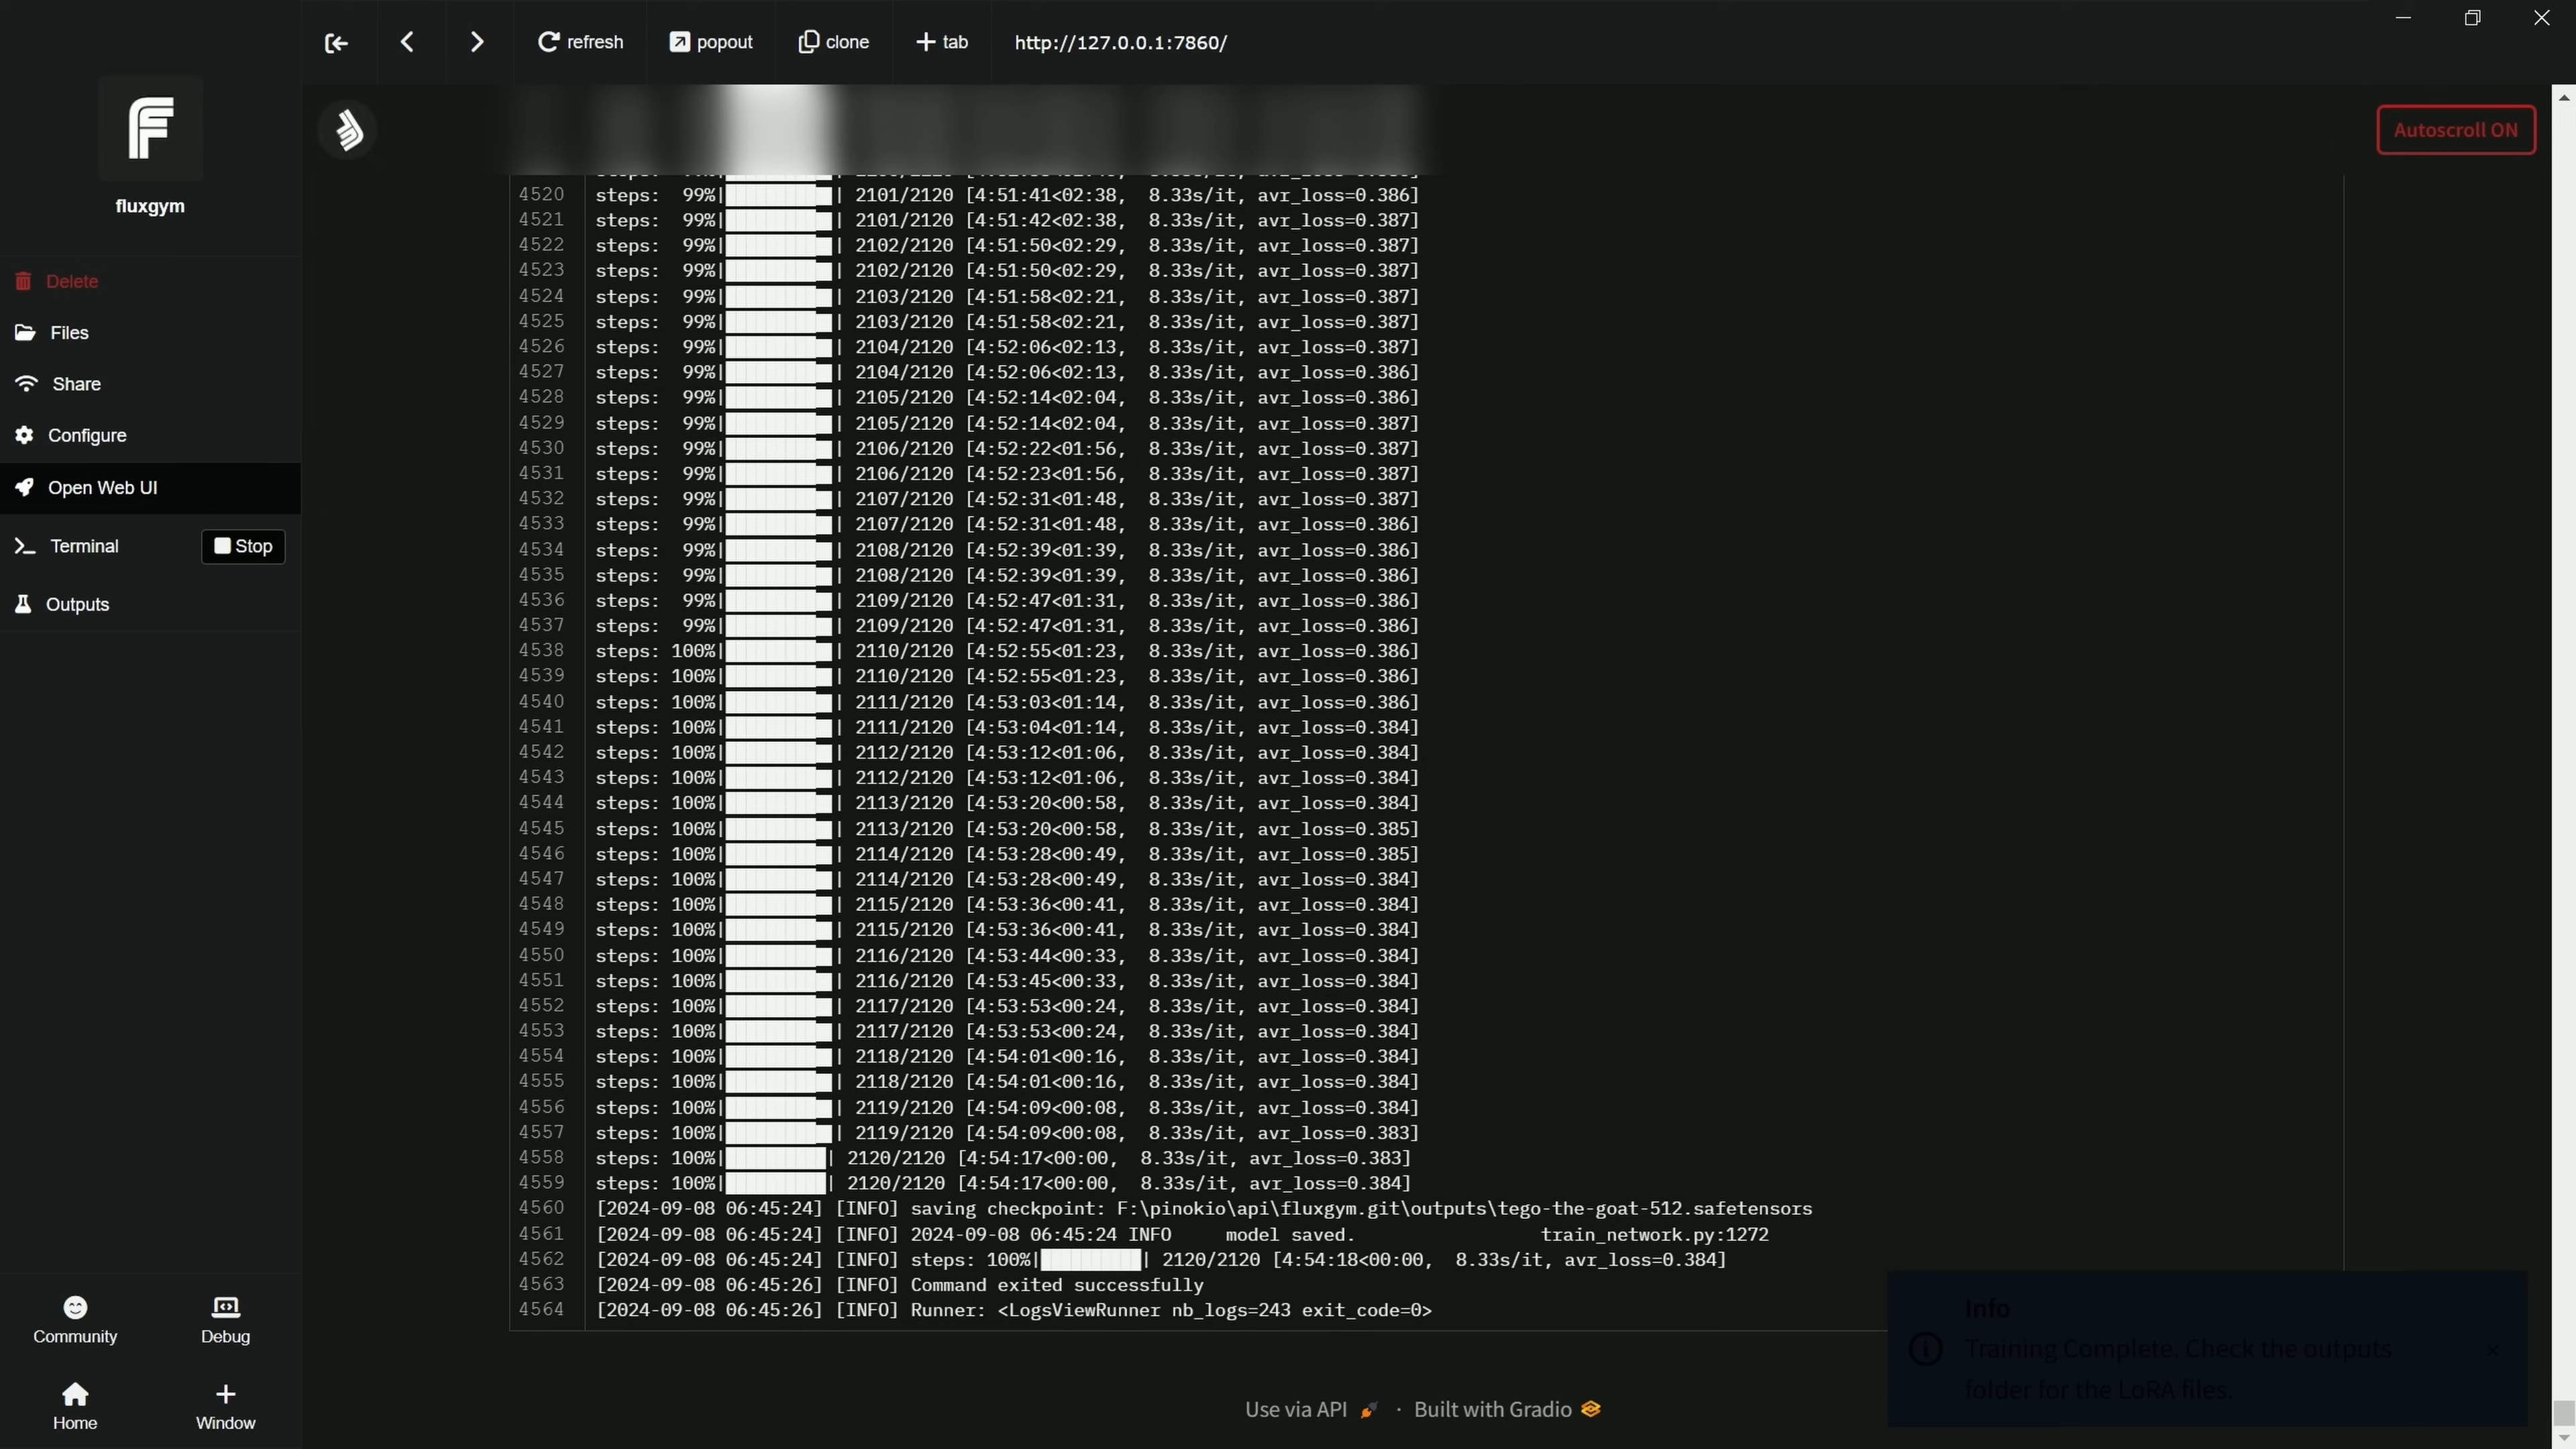 refresh popout clone tab http://127.0.0.1:7860/
Autoscroll ON
fluxgym
Delete
Files
Share
Configure
Open Web UI
Terminal Stop
Outputs
Community Debug
Home Window
4520 steps: 99%| | 2101/2120 [4:51:41<02:38, 8.33s/it, avr_loss=0.386]
4521 steps: 99%| | 2101/2120 [4:51:42<02:38, 8.33s/it, avr_loss=0.387]
4522 steps: 99%| | 2102/2120 [4:51:50<02:29, 8.33s/it, avr_loss=0.387]
4523 steps: 99%| | 2102/2120 [4:51:50<02:29, 8.33s/it, avr_loss=0.387]
4524 steps: 99%| | 2103/2120 [4:51:58<02:21, 8.33s/it, avr_loss=0.387]
4525 steps: 99%| | 2103/2120 [4:51:58<02:21, 8.33s/it, avr_loss=0.387]
4526 steps: 99%| | 2104/2120 [4:52:06<02:13, 8.33s/it, avr_loss=0.387]
4527 steps: 99%| | 2104/2120 [4:52:06<02:13, 8.33s/it, avr_loss=0.386]
4528 steps: 99%| | 2105/2120 [4:52:14<02:04, 8.33s/it, avr_loss=0.386]
4529 steps: 99%| | 2105/2120 [4:52:14<02:04, 8.33s/it, avr_loss=0.387]
4530 steps: 99%| | 2106/2120 [4:52:22<01:56, 8.33s/it, avr_loss=0.387]
4531 steps: 99%| | 2106/2120 [4:52:23<01:56, 8.33s/it, avr_loss=0.387]
4532 steps: 99%| | 2107/2120 [4:52:31<01:48, 8.33s/it, avr_loss=0.387]
4533 steps: 99%| | 2107/2120 [4:52:31<01:48, 8.33s/it, avr_loss=0.386]
4534 steps: 99%| | 2108/2120 [4:52:39<01:39, 8.33s/it, avr_loss=0.386]
4535 steps: 99%| | 2108/2120 [4:52:39<01:39, 8.33s/it, avr_loss=0.386]
4536 steps: 99%| | 2109/2120 [4:52:47<01:31, 8.33s/it, avr_loss=0.386]
4537 steps: 99%| | 2109/2120 [4:52:47<01:31, 8.33s/it, avr_loss=0.386]
4538 steps: 100%| | 2110/2120 [4:52:55<01:23, 8.33s/it, avr_loss=0.386]
4539 steps: 100%| | 2110/2120 [4:52:55<01:23, 8.33s/it, avr_loss=0.386]
4540 steps: 100%| | 2111/2120 [4:53:03<01:14, 8.33s/it, avr_loss=0.386]
4541 steps: 100%| | 2111/2120 [4:53:04<01:14, 8.33s/it, avr_loss=0.384]
4542 steps: 100%| | 2112/2120 [4:53:12<01:06, 8.33s/it, avr_loss=0.384]
4543 steps: 100%| | 2112/2120 [4:53:12<01:06, 8.33s/it, avr_loss=0.384]
4544 steps: 100%| | 2113/2120 [4:53:20<00:58, 8.33s/it, avr_loss=0.384]
4545 steps: 100%| | 2113/2120 [4:53:20<00:58, 8.33s/it, avr_loss=0.385]
4546 steps: 100%| | 2114/2120 [4:53:28<00:49, 8.33s/it, avr_loss=0.385]
4547 steps: 100%| | 2114/2120 [4:53:28<00:49, 8.33s/it, avr_loss=0.384]
4548 steps: 100%| | 2115/2120 [4:53:36<00:41, 8.33s/it, avr_loss=0.384]
4549 steps: 100%| | 2115/2120 [4:53:36<00:41, 8.33s/it, avr_loss=0.384]
4550 steps: 100%| | 2116/2120 [4:53:44<00:33, 8.33s/it, avr_loss=0.384]
4551 steps: 100%| | 2116/2120 [4:53:45<00:33, 8.33s/it, avr_loss=0.384]
4552 steps: 100%| | 2117/2120 [4:53:53<00:24, 8.33s/it, avr_loss=0.384]
4553 steps: 100%| | 2117/2120 [4:53:53<00:24, 8.33s/it, avr_loss=0.384]
4554 steps: 100%| | 2118/2120 [4:54:01<00:16, 8.33s/it, avr_loss=0.384]
4555 steps: 100%| | 2118/2120 [4:54:01<00:16, 8.33s/it, avr_loss=0.384]
4556 steps: 100%| | 2119/2120 [4:54:09<00:08, 8.33s/it, avr_loss=0.384]
4557 steps: 100%| | 2119/2120 [4:54:09<00:08, 8.33s/it, avr_loss=0.383]
4558 steps: 100%| | 2120/2120 [4:54:17<00:00, 8.33s/it, avr_loss=0.383]
4559 steps: 100%| | 2120/2120 [4:54:17<00:00, 8.33s/it, avr_loss=0.384]
4560 [2024-09-08 06:45:24] [INFO] saving checkpoint: F:\pinokio\api\fluxgym.git\outputs\tego-the-goat-512.safetensors
4561 [2024-09-08 06:45:24] [INFO] 2024-09-08 06:45:24 INFO model saved. train_network.py:1272
4562 [2024-09-08 06:45:24] [INFO] steps: 100%| | 2120/2120 [4:54:18<00:00, 8.33s/it, avr_loss=0.384]
4563 [2024-09-08 06:45:26] [INFO] Command exited successfully
4564 [2024-09-08 06:45:26] [INFO] Runner: <LogsViewRunner nb_logs=243 exit_code=0>
Info
Training Complete. Check the outputs
folder for the LoRA files.
Use via API · Built with Gradio